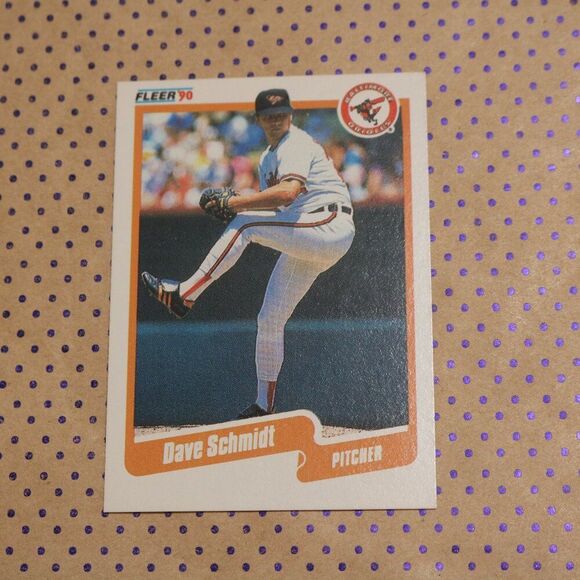 FLEER '90
BALTIMORE
ORIOLES
Dave Schmidt
PITCHER